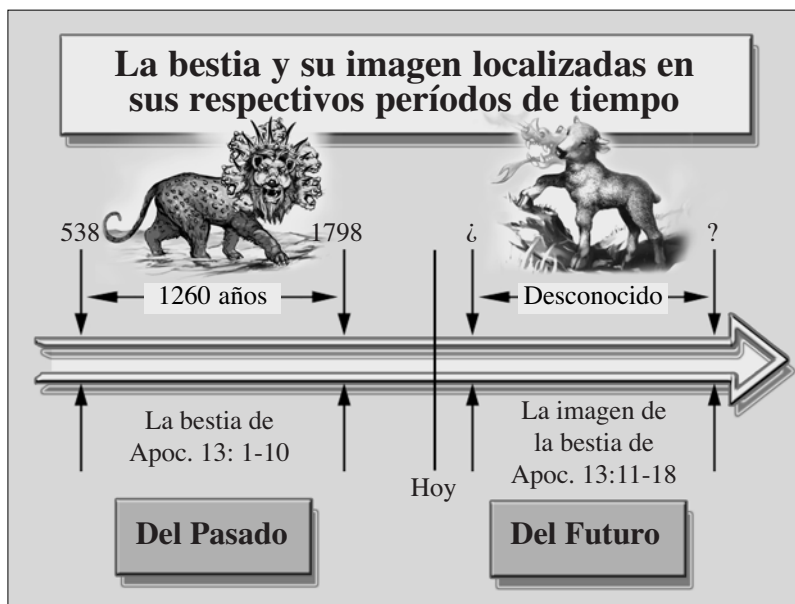 La bestia y su imagen localizadas en
sus respectivos períodos de tiempo
538
1798
¿
?
1260 años
Desconocido
La bestia de
Apoc. 13: 1-10
Hoy
La imagen de
la bestia de
Apoc. 13:11-18
Del Pasado
Del Futuro